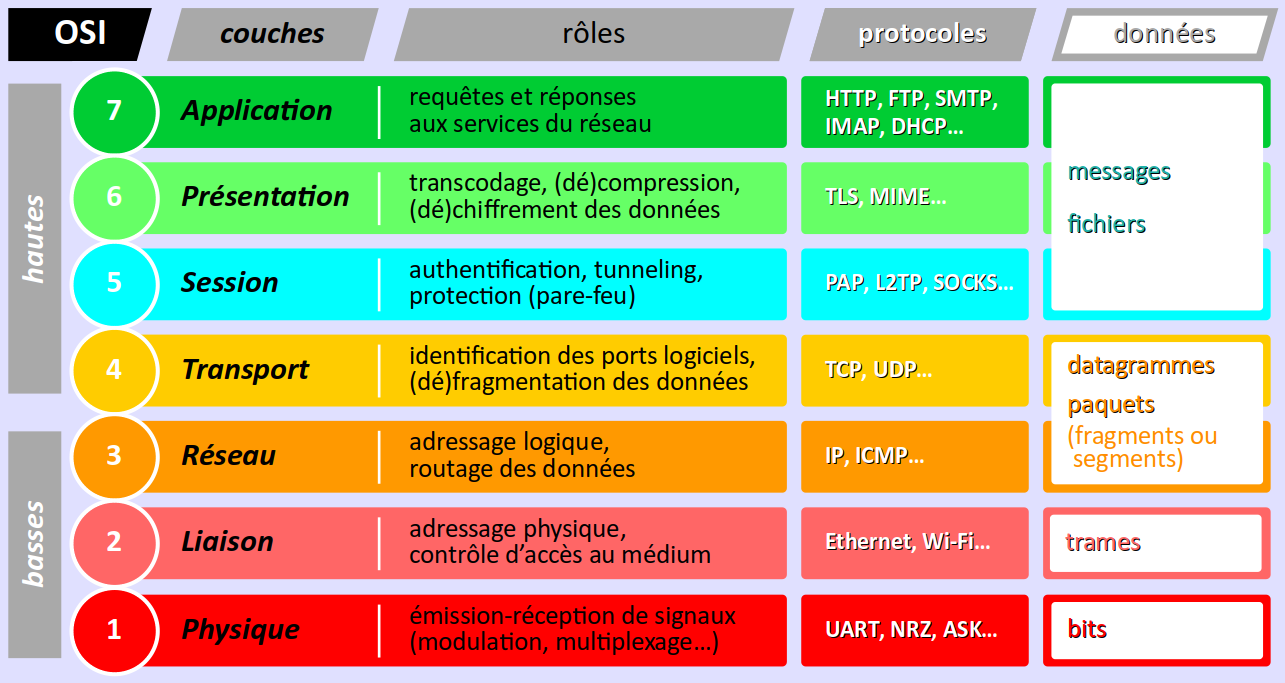 OSI
couches
rôles
protocoles
données
hautes
7
Application
requêtes et réponses
aux services du réseau
HTTP, FTP, SMTP,
IMAP, DHCP...
messages
fichiers
6
Présentation
transcodage, (dé)compression,
(dé)chiffrement des données
TLS, MIME...
5
Session
authentification, tunneling,
protection (pare-feu)
PAP, L2TP, SOCKS...
4
Transport
identification des ports logiciels,
(dé)fragmentation des données
TCP, UDP...
datagrammes
paquets
(fragments ou
segments)
basses
3
Réseau
adressage logique,
routage des données
IP, ICMP...
2
Liaison
adressage physique,
contrôle d’accès au médium
Ethernet, Wi-Fi...
trames
1
Physique
émission-réception de signaux
(modulation, multiplexage...)
UART, NRZ, ASK...
bits